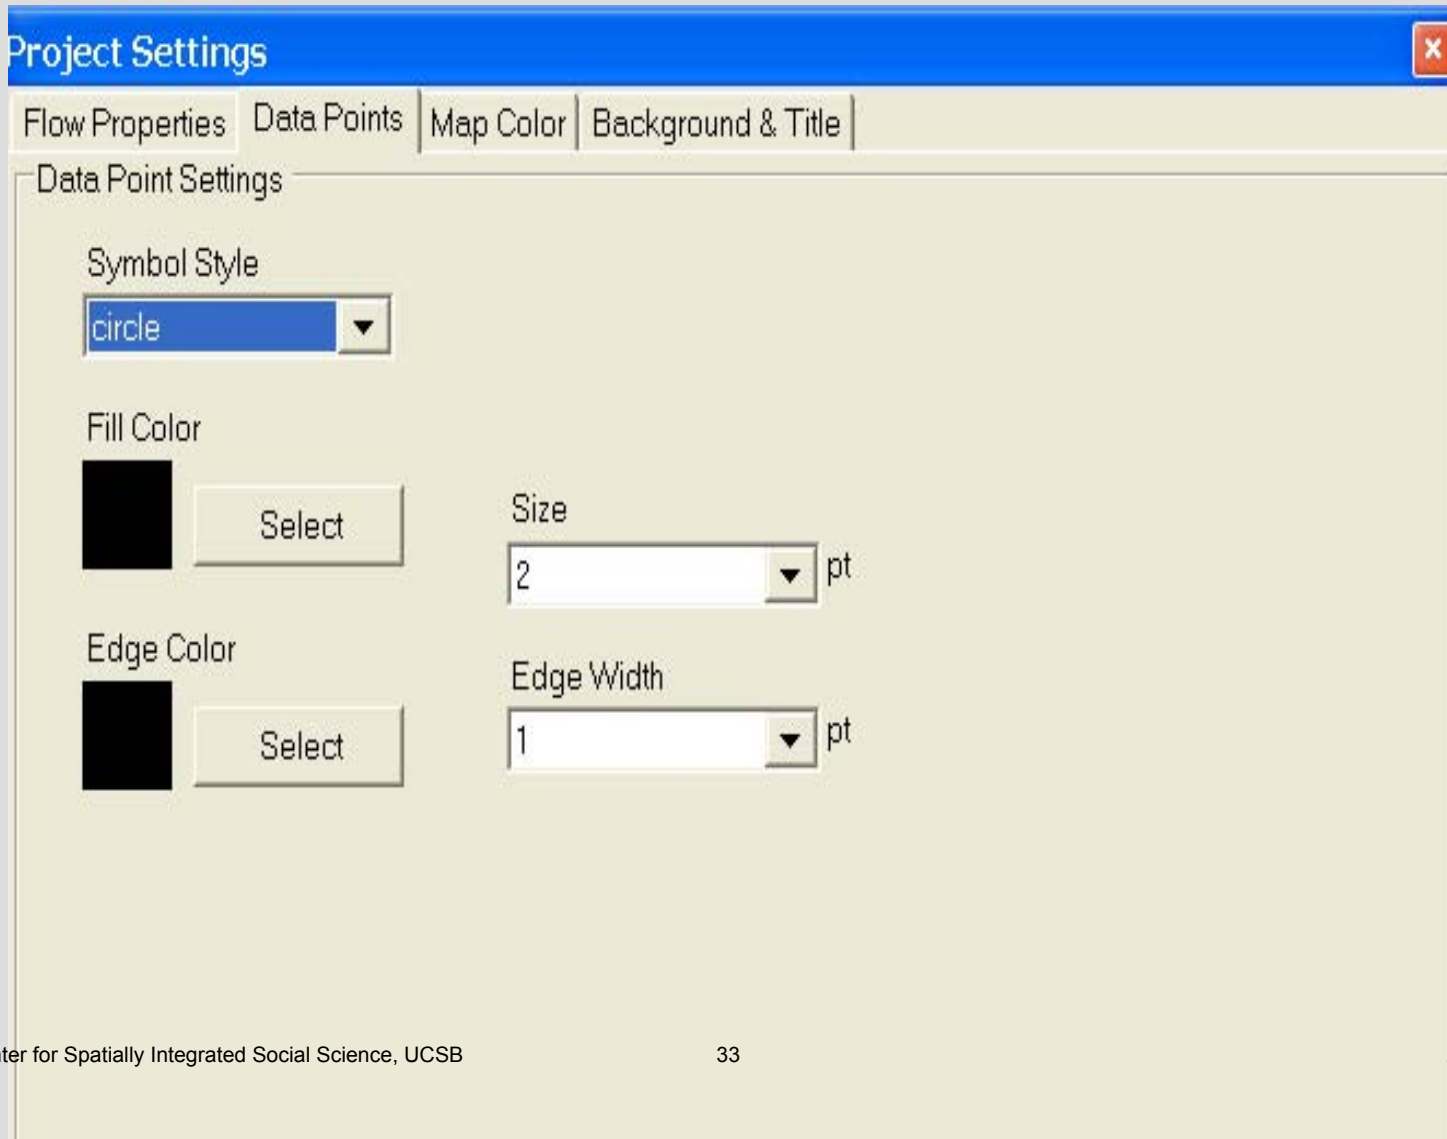 Project Settings
Flow Properties Data Points Map Color Background & Title
Data Point Settings
Symbol Style
circle
Fill Color
Select
Size
2 pt
Edge Color
Select
Edge Width
1 pt
ter for Spatially Integrated Social Science, UCSB 33